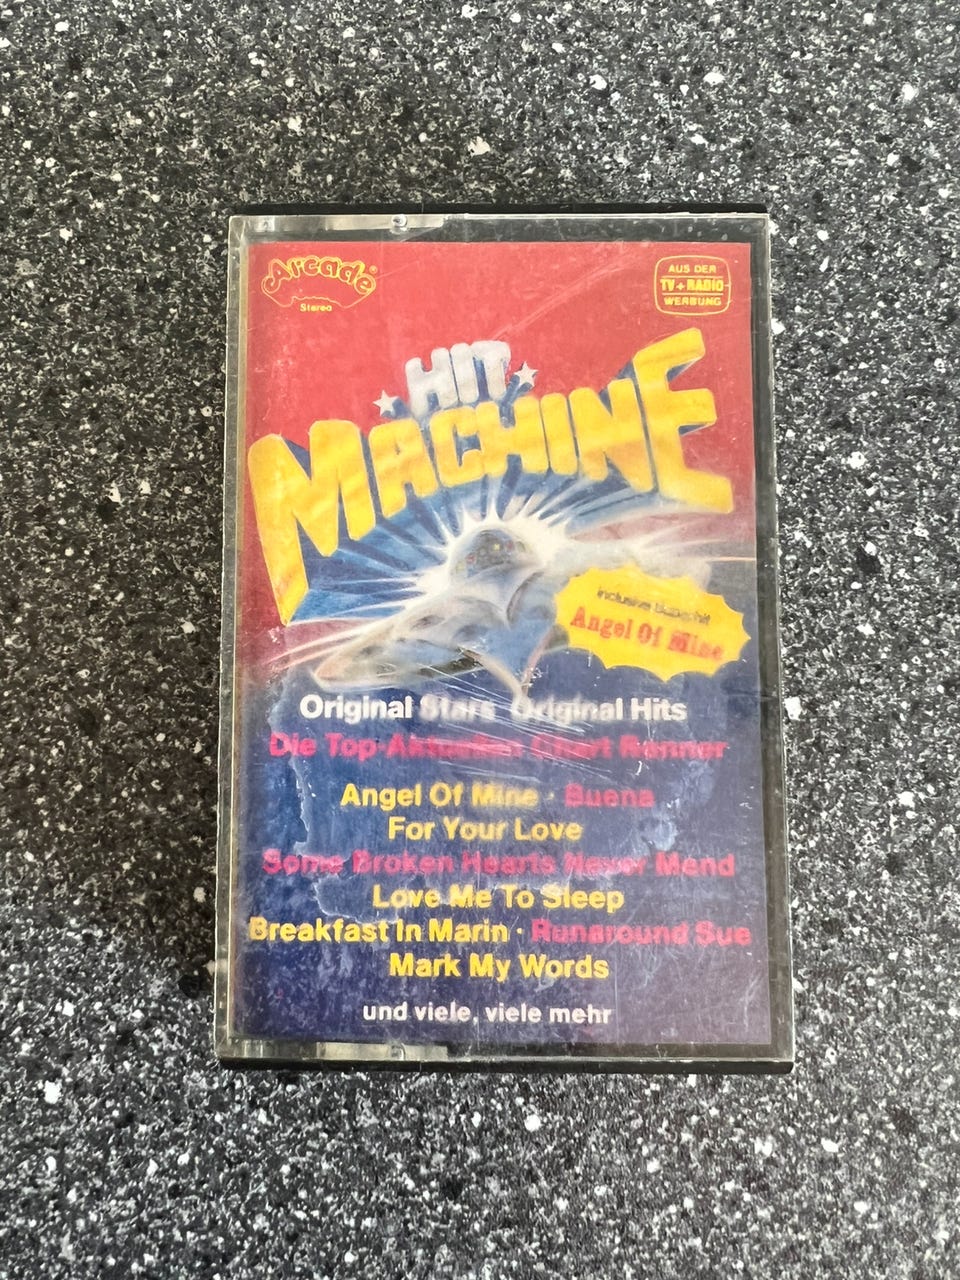 Arcade®
Stereo
AUS DER
TV+RADIO
WERBUNG
HIT
MACHINE
inclusive Superhit
Angel Of Mine
Original Stars Original Hits
Die Top-Aktuellen Chart Renner
Angel Of Mine · Buena
For Your Love
Some Broken Hearts Never Mend
Love Me To Sleep
Breakfast In Marin · Runaround Sue
Mark My Words
und viele, viele mehr